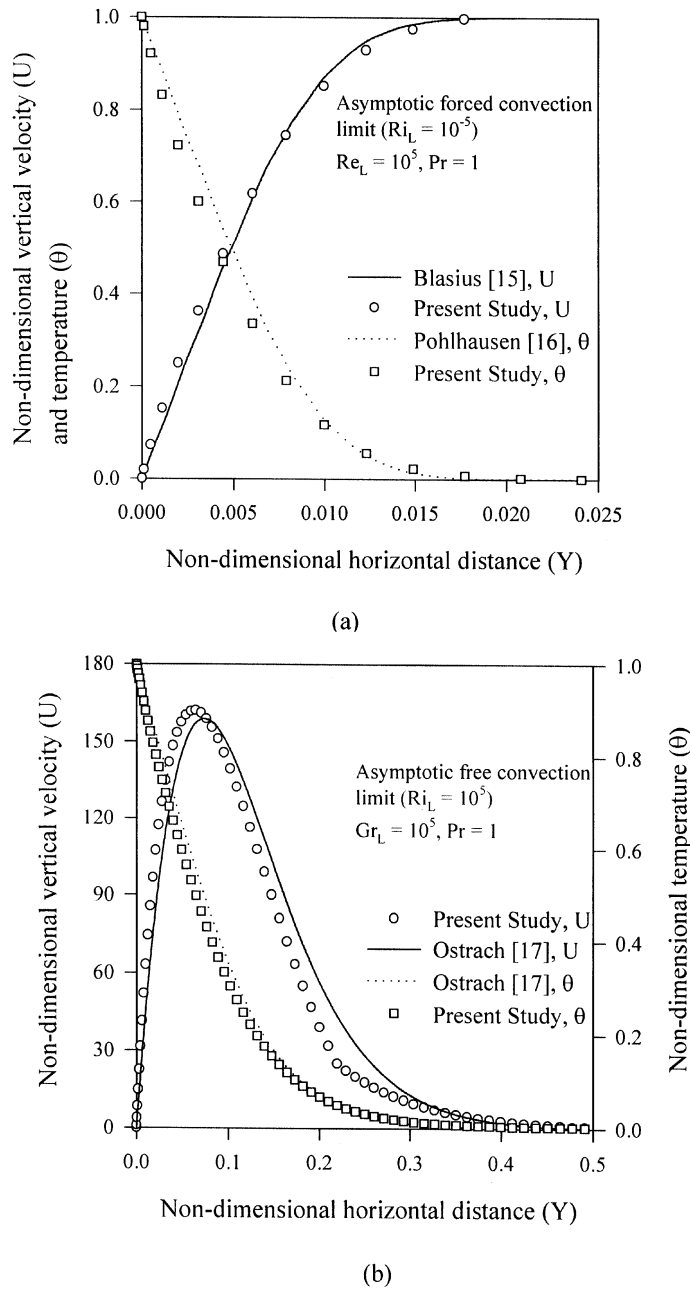 Non-dimensional vertical velocity (U)
and temperature (θ)
1.0
0.8
0.6
0.4
0.2
0.0
Asymptotic forced convection
limit (Ri_L = 10^-5)
Re_L = 10^5, Pr = 1
Blasius [15], U
Present Study, U
Pohlhausen [16], θ
Present Study, θ
0.000 0.005 0.010 0.015 0.020 0.025
Non-dimensional horizontal distance (Y)
(a)
Non-dimensional vertical velocity (U)
180
150
120
90
60
30
0
Asymptotic free convection
limit (Ri_L = 10^5)
Gr_L = 10^5, Pr = 1
Present Study, U
Ostrach [17], U
Ostrach [17], θ
Present Study, θ
1.0
0.8
0.6
0.4
0.2
0.0
Non-dimensional temperature (θ)
0.0 0.1 0.2 0.3 0.4 0.5
Non-dimensional horizontal distance (Y)
(b)